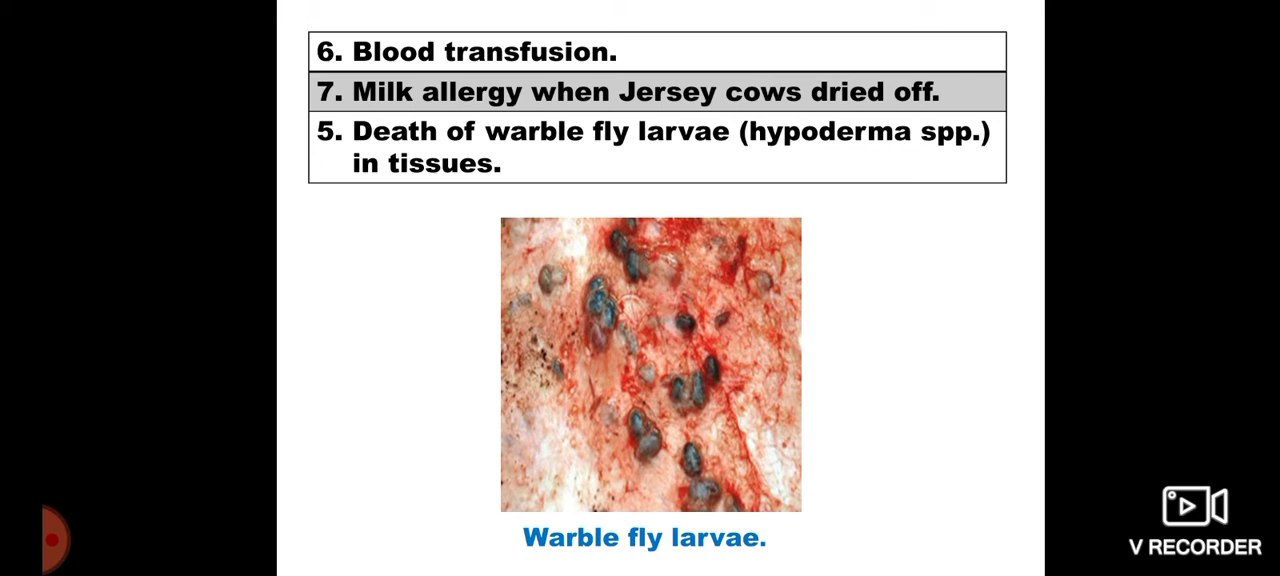 6. Blood transfusion.
7. Milk allergy when Jersey cows dried off.
5. Death of warble fly larvae (hypoderma spp.)
in tissues.
Warble fly larvae.
V RECORDER